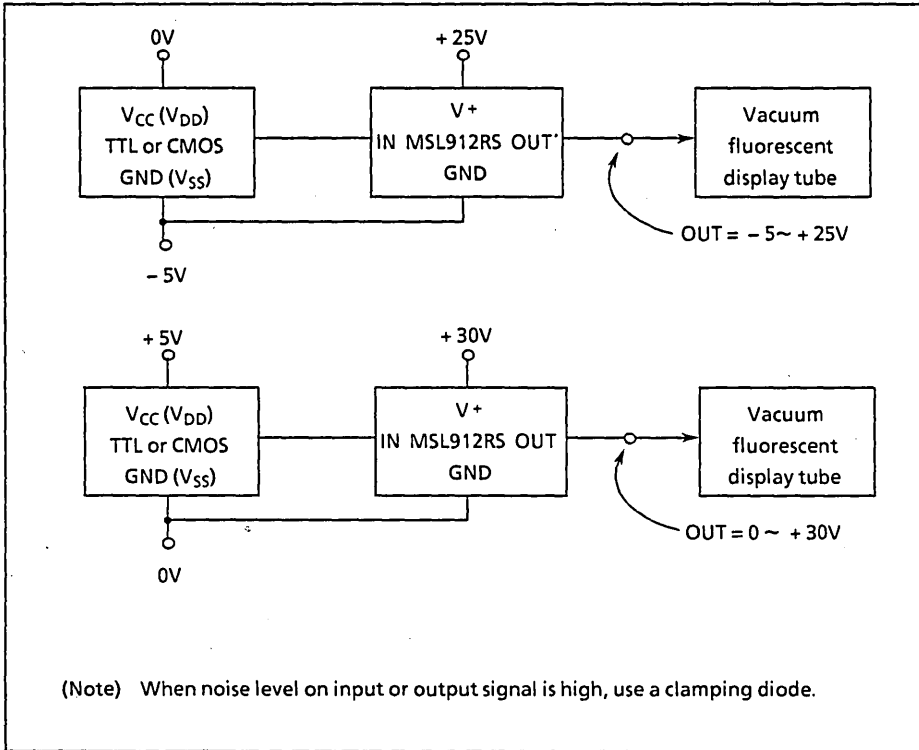 0V
+ 25V
VCC (VDD)
TTL or CMOS
GND (VSS)
V+
IN MSL912RS OUT
GND
Vacuum
fluorescent
display tube
OUT = – 5~ + 25V
– 5V
+ 5V
+ 30V
VCC (VDD)
TTL or CMOS
GND (VSS)
V+
IN MSL912RS OUT
GND
Vacuum
fluorescent
display tube
OUT = 0 ~ + 30V
0V
(Note) When noise level on input or output signal is high, use a clamping diode.